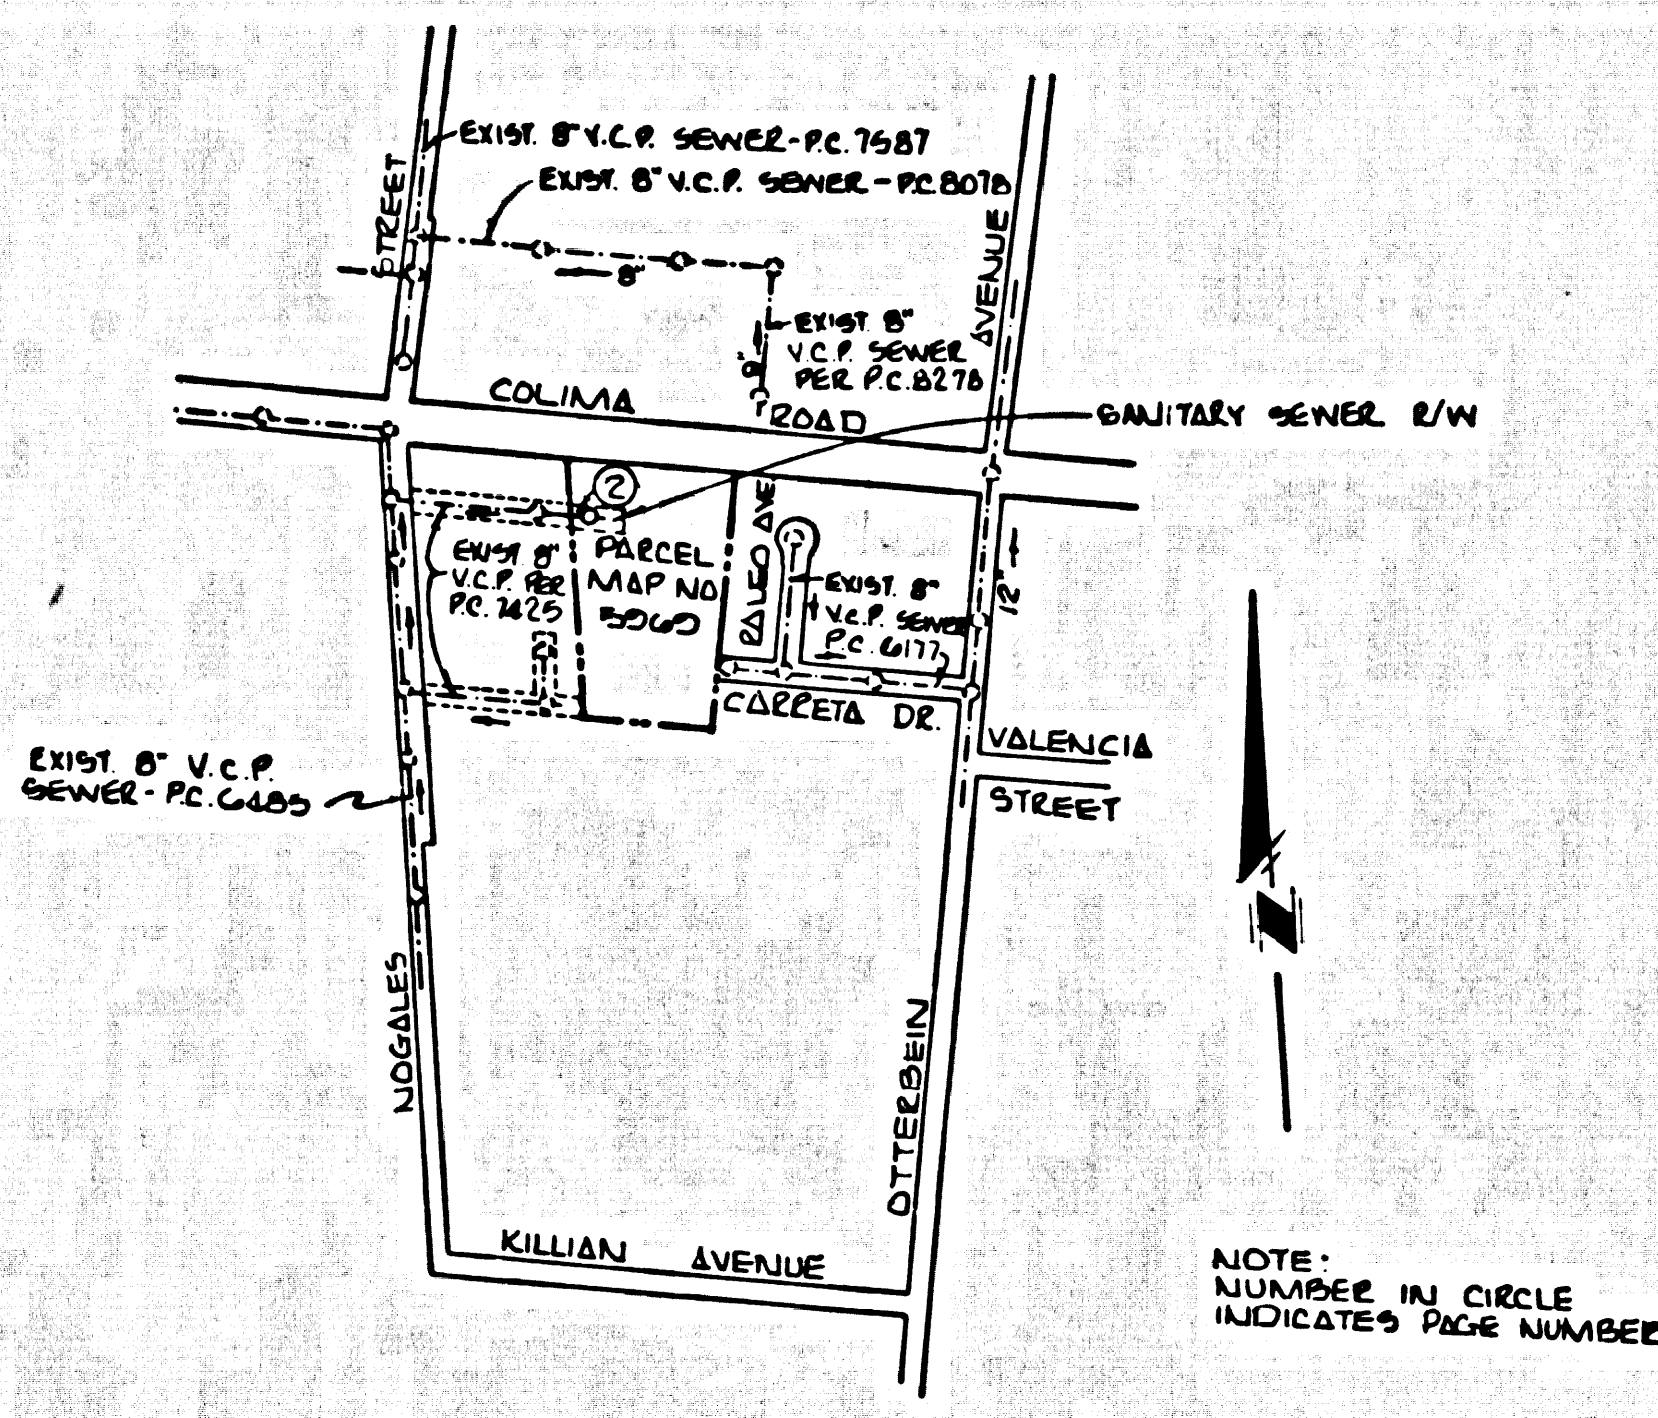 EXIST. 8" V.C.P. SEWER-P.C. 7587
EXIST. 8" V.C.P. SEWER-P.C. 8078
STREET
AVENUE
8"
EXIST. 8"
V.C.P. SEWER
PER P.C. 8278
8"
COLIMA ROAD
SANITARY SEWER R/W
2
EXIST. 8"
V.C.P. PER
P.C. 7425
PARCEL
MAP NO
AVE
EXIST. 8"
V.C.P. SEWER
P.C. 6177
12"
CARRETA DR.
VALENCIA
STREET
EXIST. 8" V.C.P.
SEWER-P.C.
NOGALES
OTTERBEIN
KILLIAN AVENUE
N
NOTE:
NUMBER IN CIRCLE
INDICATES PAGE NUMBER